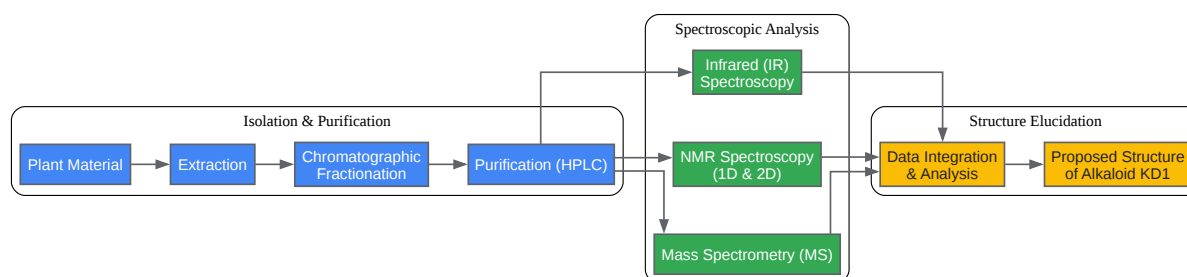 Isolation & Purification
Plant Material
Extraction
Chromatographic
Fractionation
Purification (HPLC)
Spectroscopic Analysis
Infrared (IR)
Spectroscopy
NMR Spectroscopy
(1D & 2D)
Mass Spectrometry (MS)
Structure Elucidation
Data Integration
& Analysis
Proposed Structure
of Alkaloid KD1